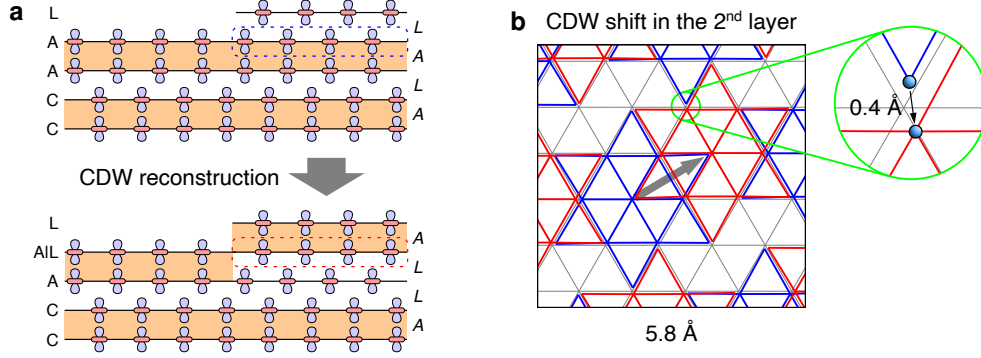 a
L
L
A
A
A
L
C
A
C
CDW reconstruction
L
A
A|L
L
A
L
C
A
C
b
CDW shift in the 2nd layer
0.4 Å
5.8 Å